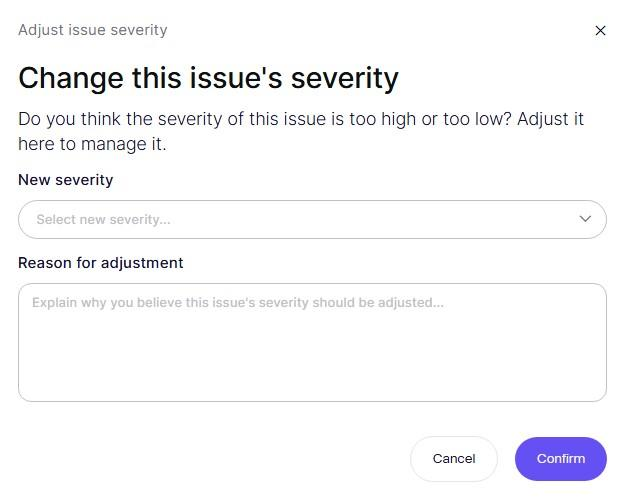 Adjust issue severity
Change this issue's severity
Do you think the severity of this issue is too high or too low? Adjust it
here to manage it.
New severity
Select new severity...
Reason for adjustment
Explain why you believe this issue's severity should be adjusted...
Cancel
Confirm